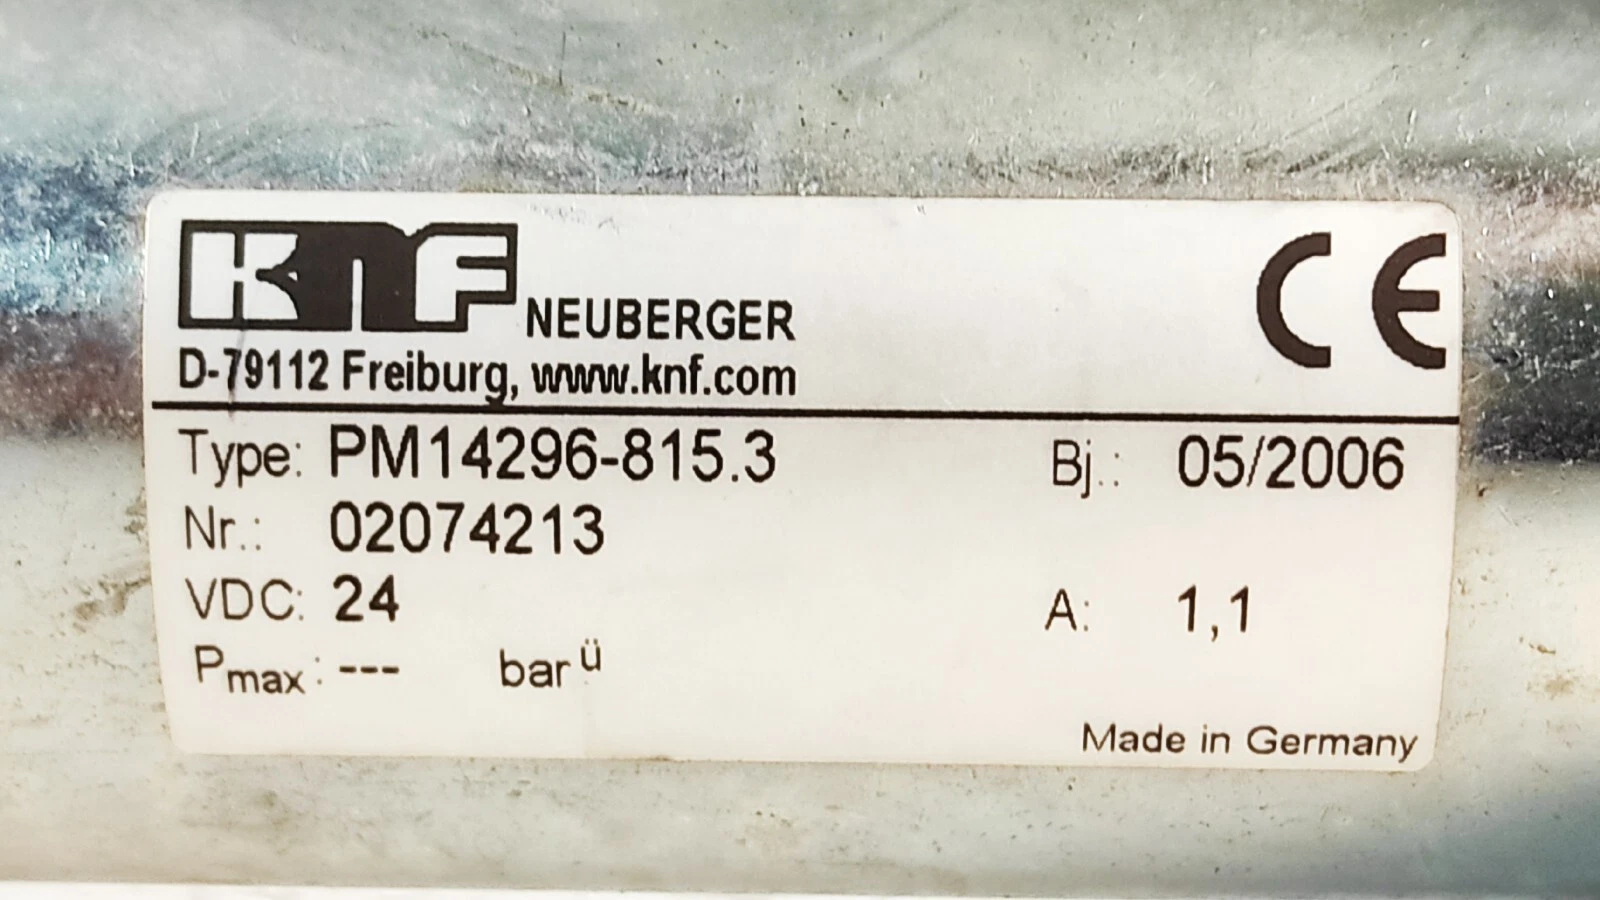 KNF NEUBERGER
D-79112 Freiburg, www.knf.com
CE
Type: PM14296-815.3 Bj.: 05/2006
Nr.: 02074213
VDC: 24 A: 1,1
Pmax: --- bar ü
Made in Germany